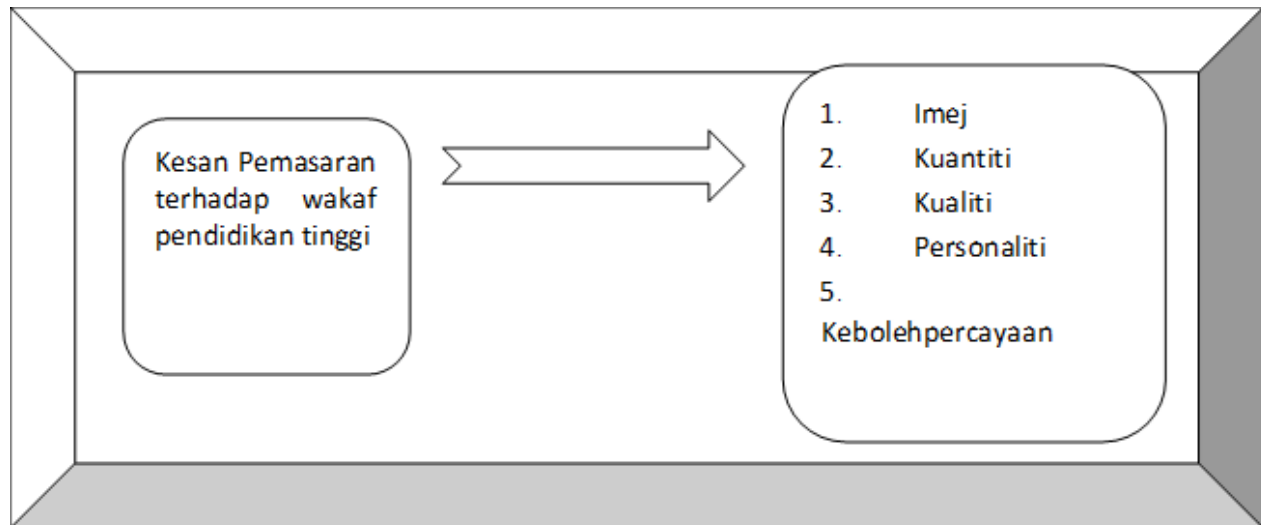 Kesan Pemasaran
terhadap wakaf
pendidikan tinggi
1. Imej
2. Kuantiti
3. Kualiti
4. Personaliti
5.
Kebolehpercayaan